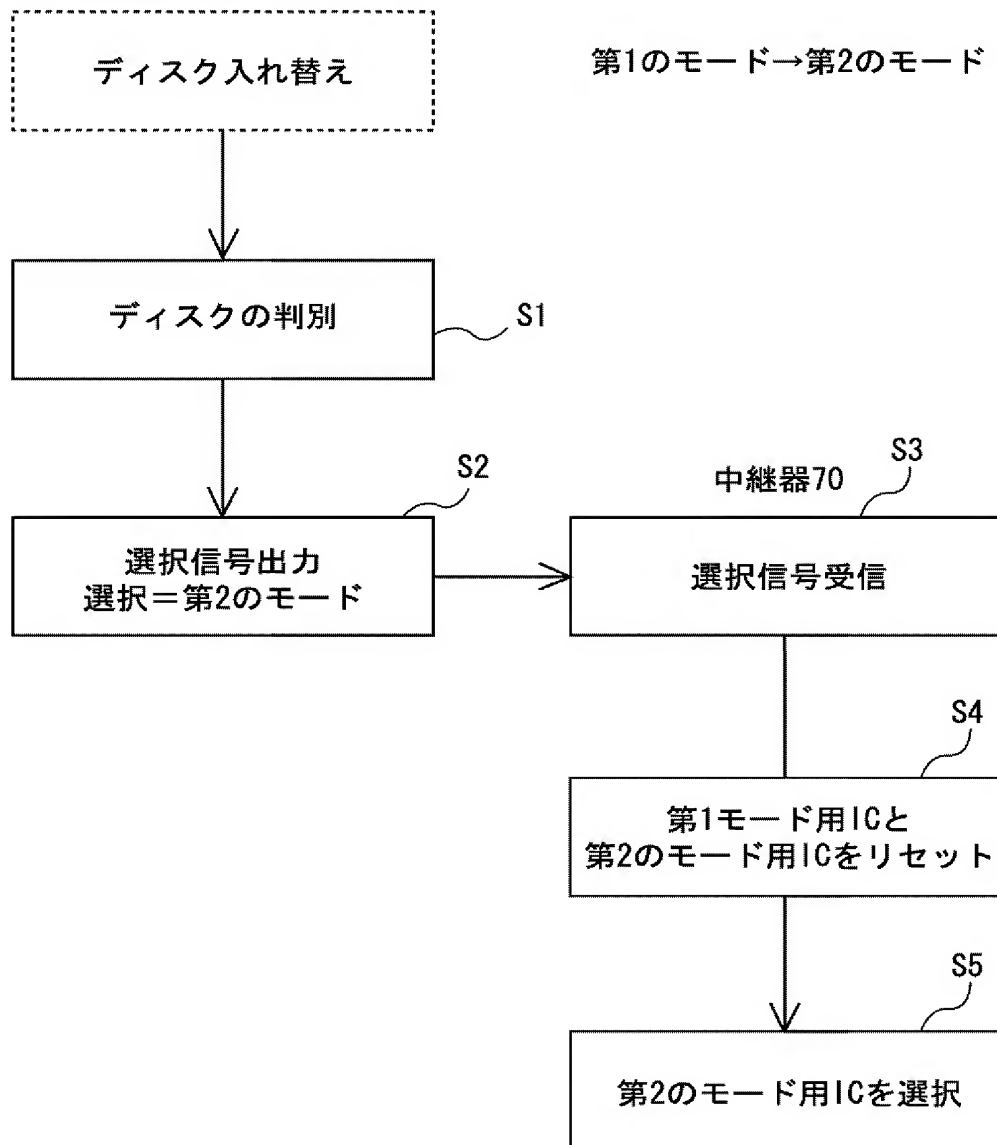 ディスク入れ替え
第1のモード→第2のモード
ディスクの判別
S1
S2
選択信号出力
選択＝第2のモード
中継器70
S3
選択信号受信
S4
第1モード用ICと
第2のモード用ICをリセット
S5
第2のモード用ICを選択